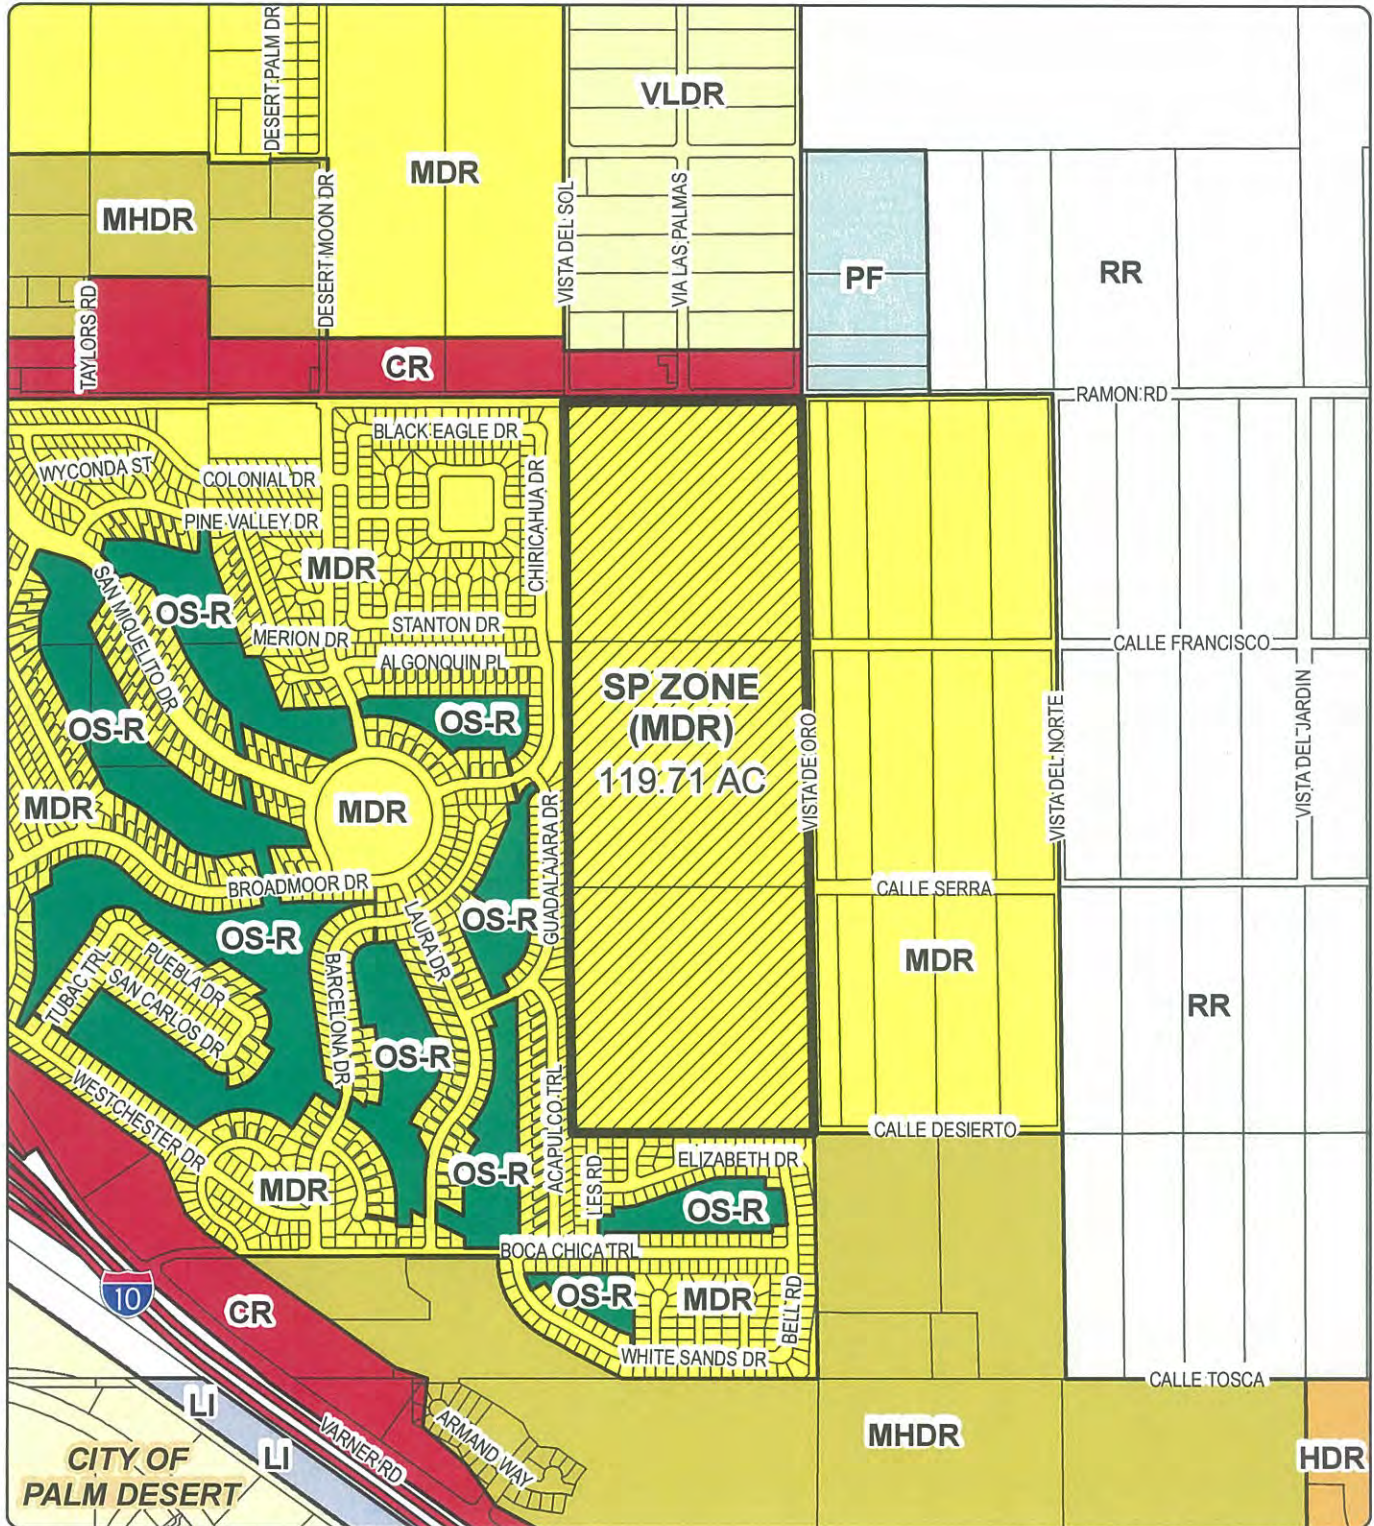 DESERT PALM DR
VLDR
MDR
MHDR
DESERT MOON DR
VISTA DEL SOL
VIA LAS PALMAS
PF
RR
TAYLORS RD
CR
RAMON RD
BLACK EAGLE DR
WYCONDA ST
COLONIAL DR
CHIRICAHUA DR
PINE VALLEY DR
MDR
SAN MIQUELITO DR
OS-R
STANTON DR
MERION DR
CALLE FRANCISCO
ALGONQUIN PL
SP ZONE
(MDR)
119.71 AC
OS-R
OS-R
VISTA DE ORO
VISTA DEL NORTE
VISTA DEL JARDIN
MDR
MDR
GUADALAJARA DR
BROADMOOR DR
CALLE SERRA
OS-R
OS-R
LAURA DR
MDR
PUEBLA DR
TUBAC TRL
SAN CARLOS DR
BARCELONA DR
RR
OS-R
WESTCHESTER DR
ACAPULCO TRL
CALLE DESIERTO
ELIZABETH DR
OS-R
LES RD
MDR
OS-R
BOCA CHICA TRL
10
CR
OS-R
MDR
BELL RD
WHITE SANDS DR
CALLE TOSCA
LI
ARMAND WAY
VARNER RD
MHDR
LI
HDR
CITY OF
PALM DESERT